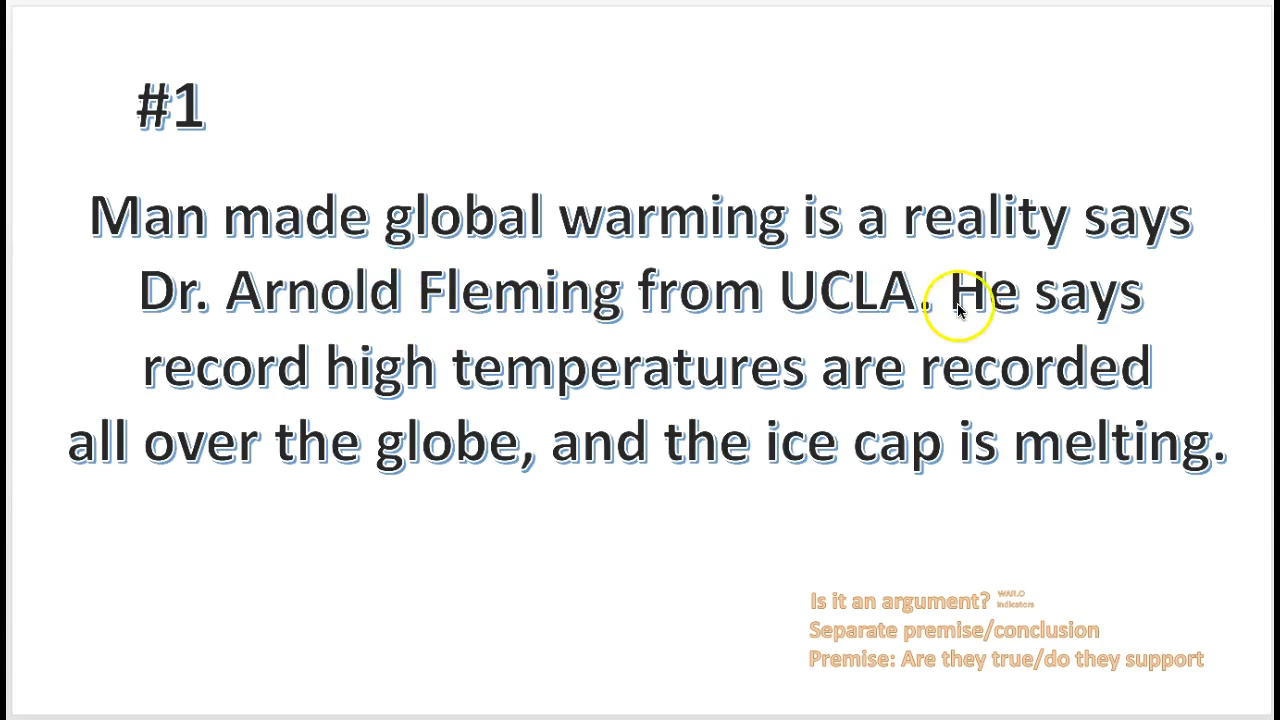 #1
Man made global warming is a reality says
Dr. Arnold Fleming from UCLA. He says
record high temperatures are recorded
all over the globe, and the ice cap is melting.
Is it an argument? WAR.O
Indicators
Separate premise/conclusion
Premise: Are they true/do they support